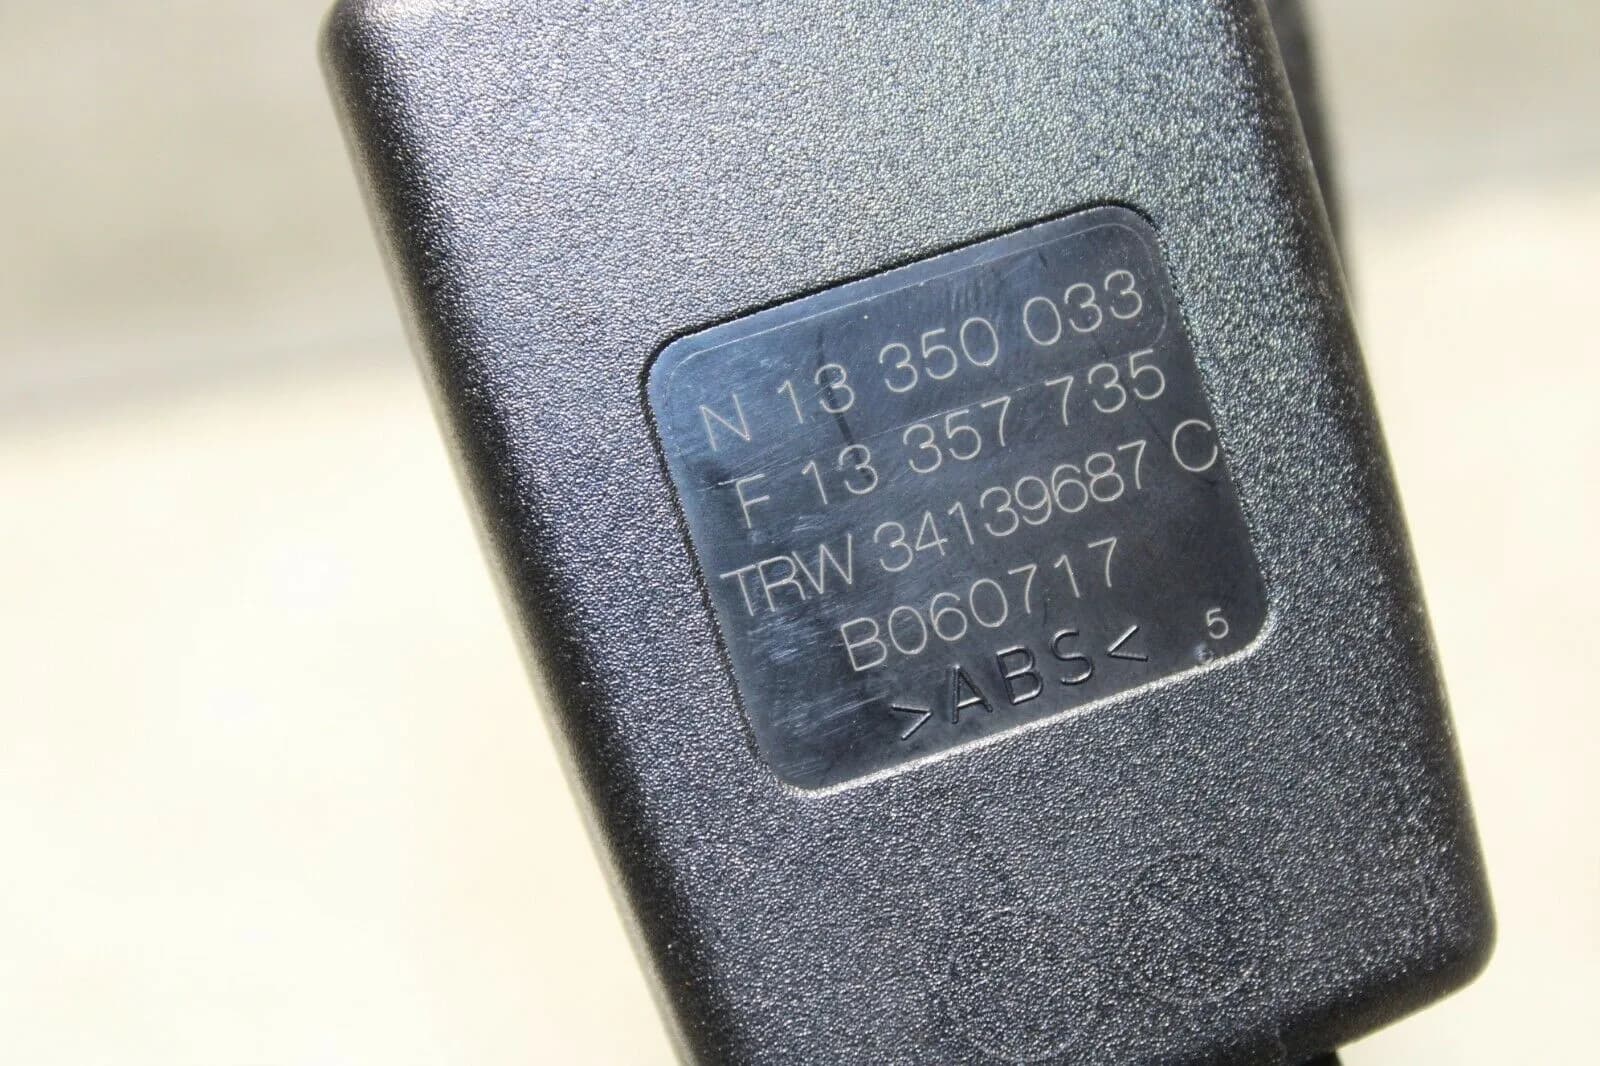 N 13 350 033
F 13 357 735
TRW 34139687 C
B060717
>ABS<
5